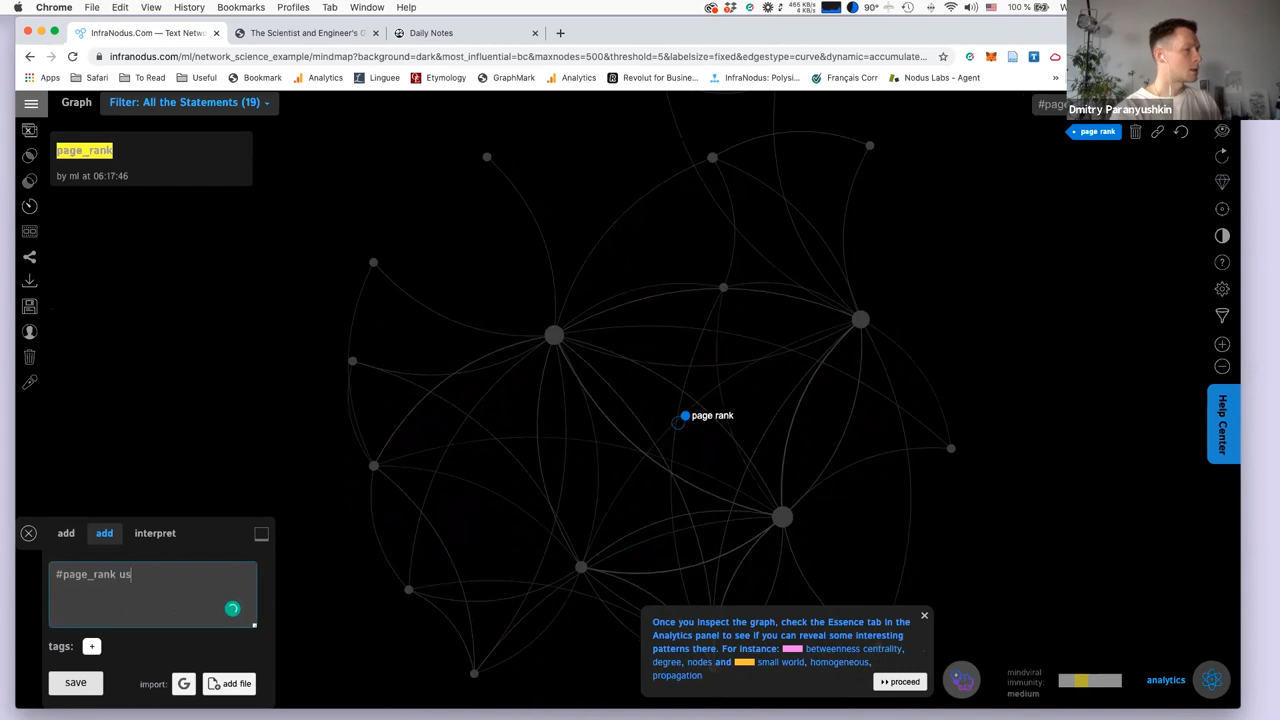 Chrome File Edit View History Bookmarks Profiles Tab Window Help
466 KB
4 KB/s
90°
100 %
InfraNodus.Com — Text Netw
The Scientist and Engineer's G
Daily Notes
infranodus.com/ml/network_science_example/mindmap?background=dark&most_influential=bc&maxnodes=500&threshold=5&labelsize=fixed&edgestype=curve&dynamic=accumulate…
Apps Safari To Read Useful Bookmark Analytics Linguee Etymology GraphMark Analytics Revolut for Busine... InfraNodus: Polysi... Français Corr Nodus Labs - Agent
Dmitry Paranyushkin
Graph Filter: All the Statements (19)
#pag
page rank
page_rank
by ml at 06:17:46
page rank
Help Center
add add interpret
#page_rank us
tags: +
save import: G add file
Once you inspect the graph, check the Essence tab in the
Analytics panel to see if you can reveal some interesting
patterns there. For instance: betweenness centrality,
degree, nodes and small world, homogeneous,
propagation
proceed
mindviral
immunity:
medium
analytics